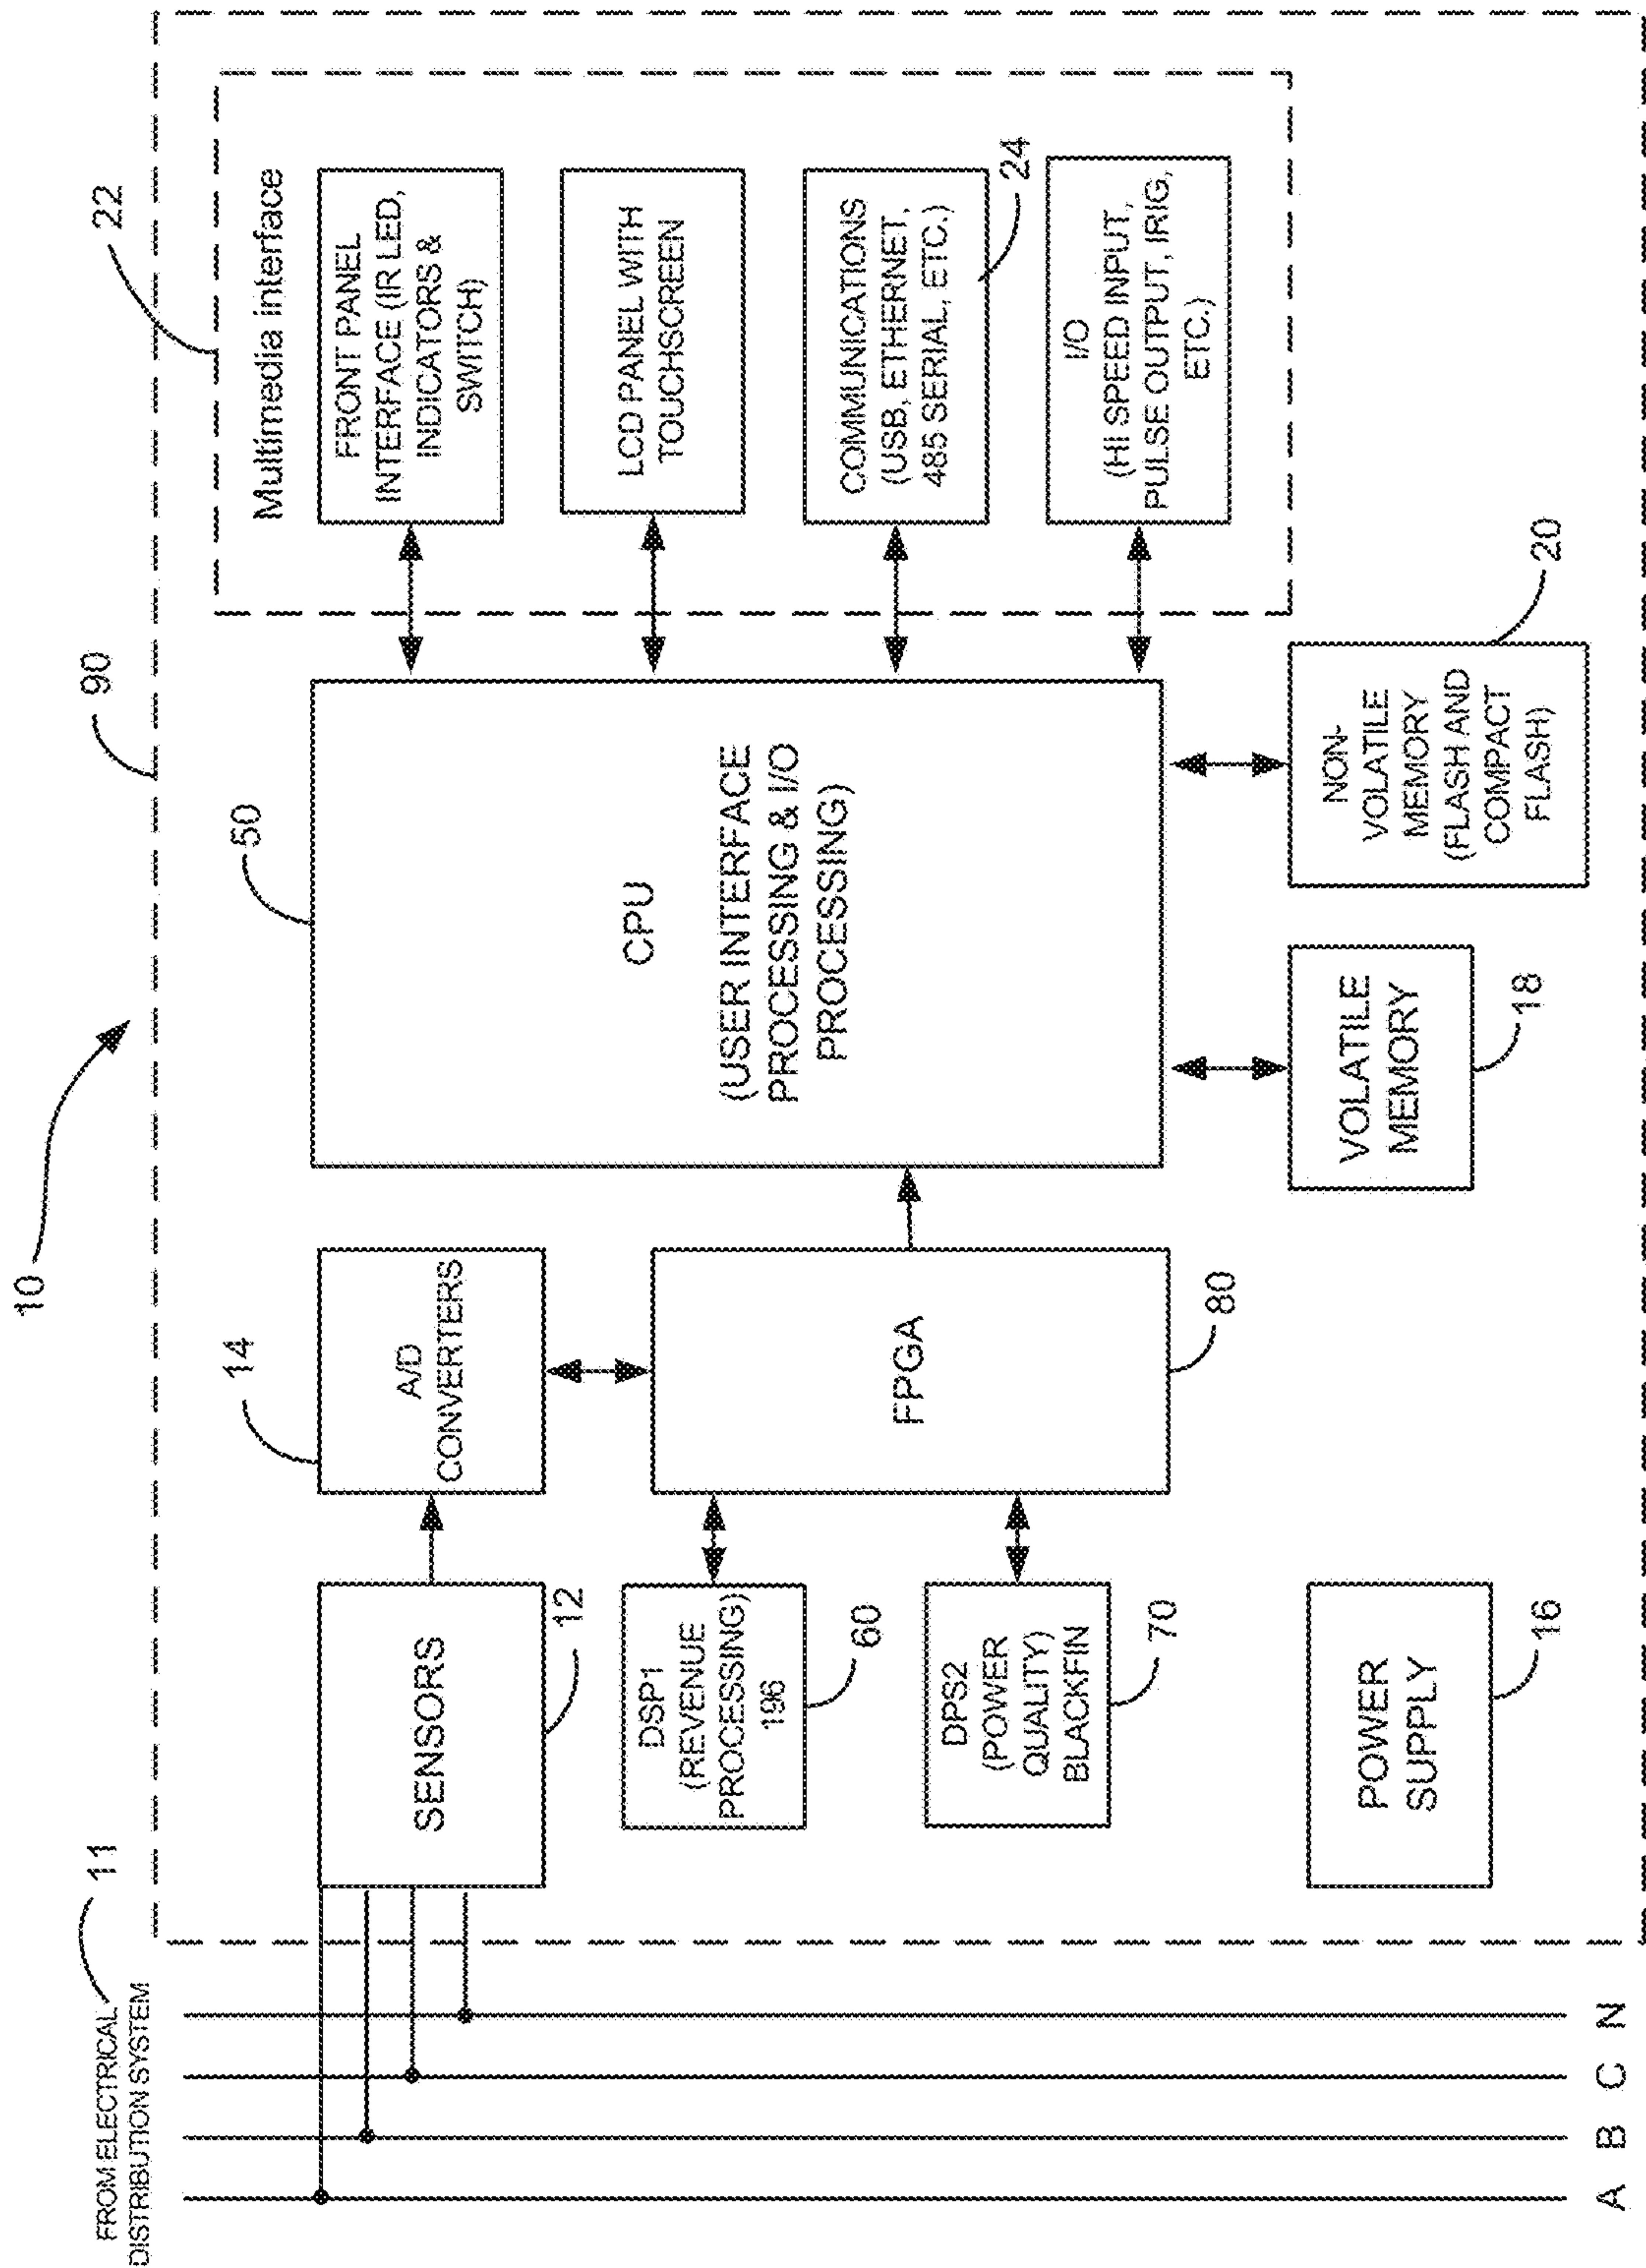 10
90
22
FROM ELECTRICAL
DISTRIBUTION SYSTEM
11
14
50
Multimedia interface
SENSORS
12
A/D
CONVERTERS
CPU
(USER INTERFACE
PROCESSING & I/O
PROCESSING)
FRONT PANEL
INTERFACE (IR LED,
INDICATORS &
SWITCH)
LCD PANEL WITH
TOUCHSCREEN
DSP1
(REVENUE
PROCESSING)
196
60
FPGA
80
COMMUNICATIONS
(USB, ETHERNET,
485 SERIAL, ETC.)
24
DPS2
(POWER
QUALITY)
BLACKFIN
70
I/O
(HI SPEED INPUT,
PULSE OUTPUT, IRIG,
ETC.)
POWER
SUPPLY
16
VOLATILE
MEMORY
18
NON-
VOLATILE
MEMORY
(FLASH AND
COMPACT
FLASH)
20
A B C N